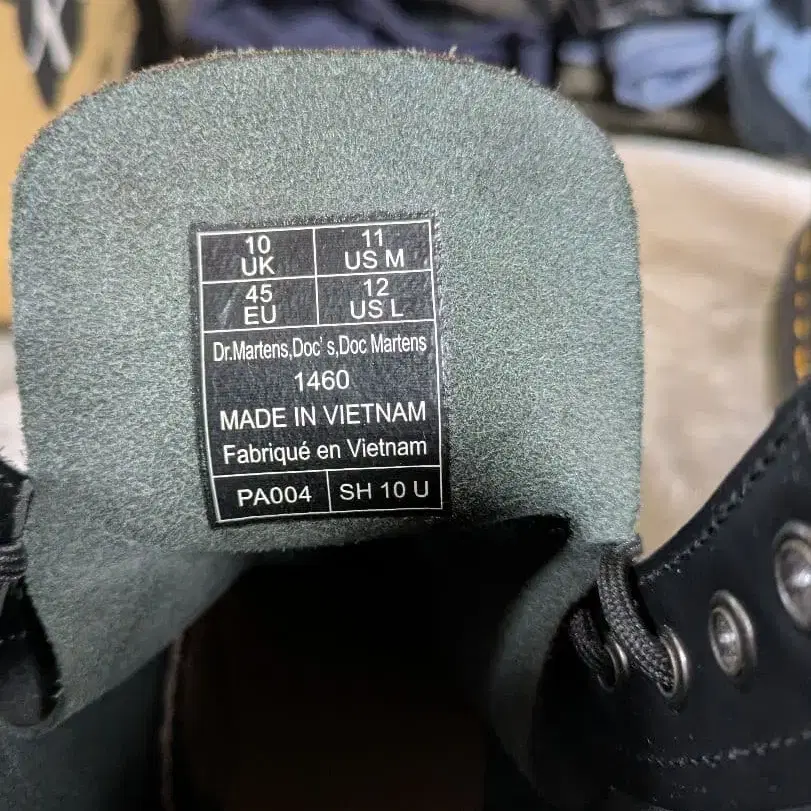 10 11
UK US M
45 12
EU US L
Dr.Martens,Doc' s,Doc Martens
1460
MADE IN VIETNAM
Fabriqué en Vietnam
PA004 SH 10 U